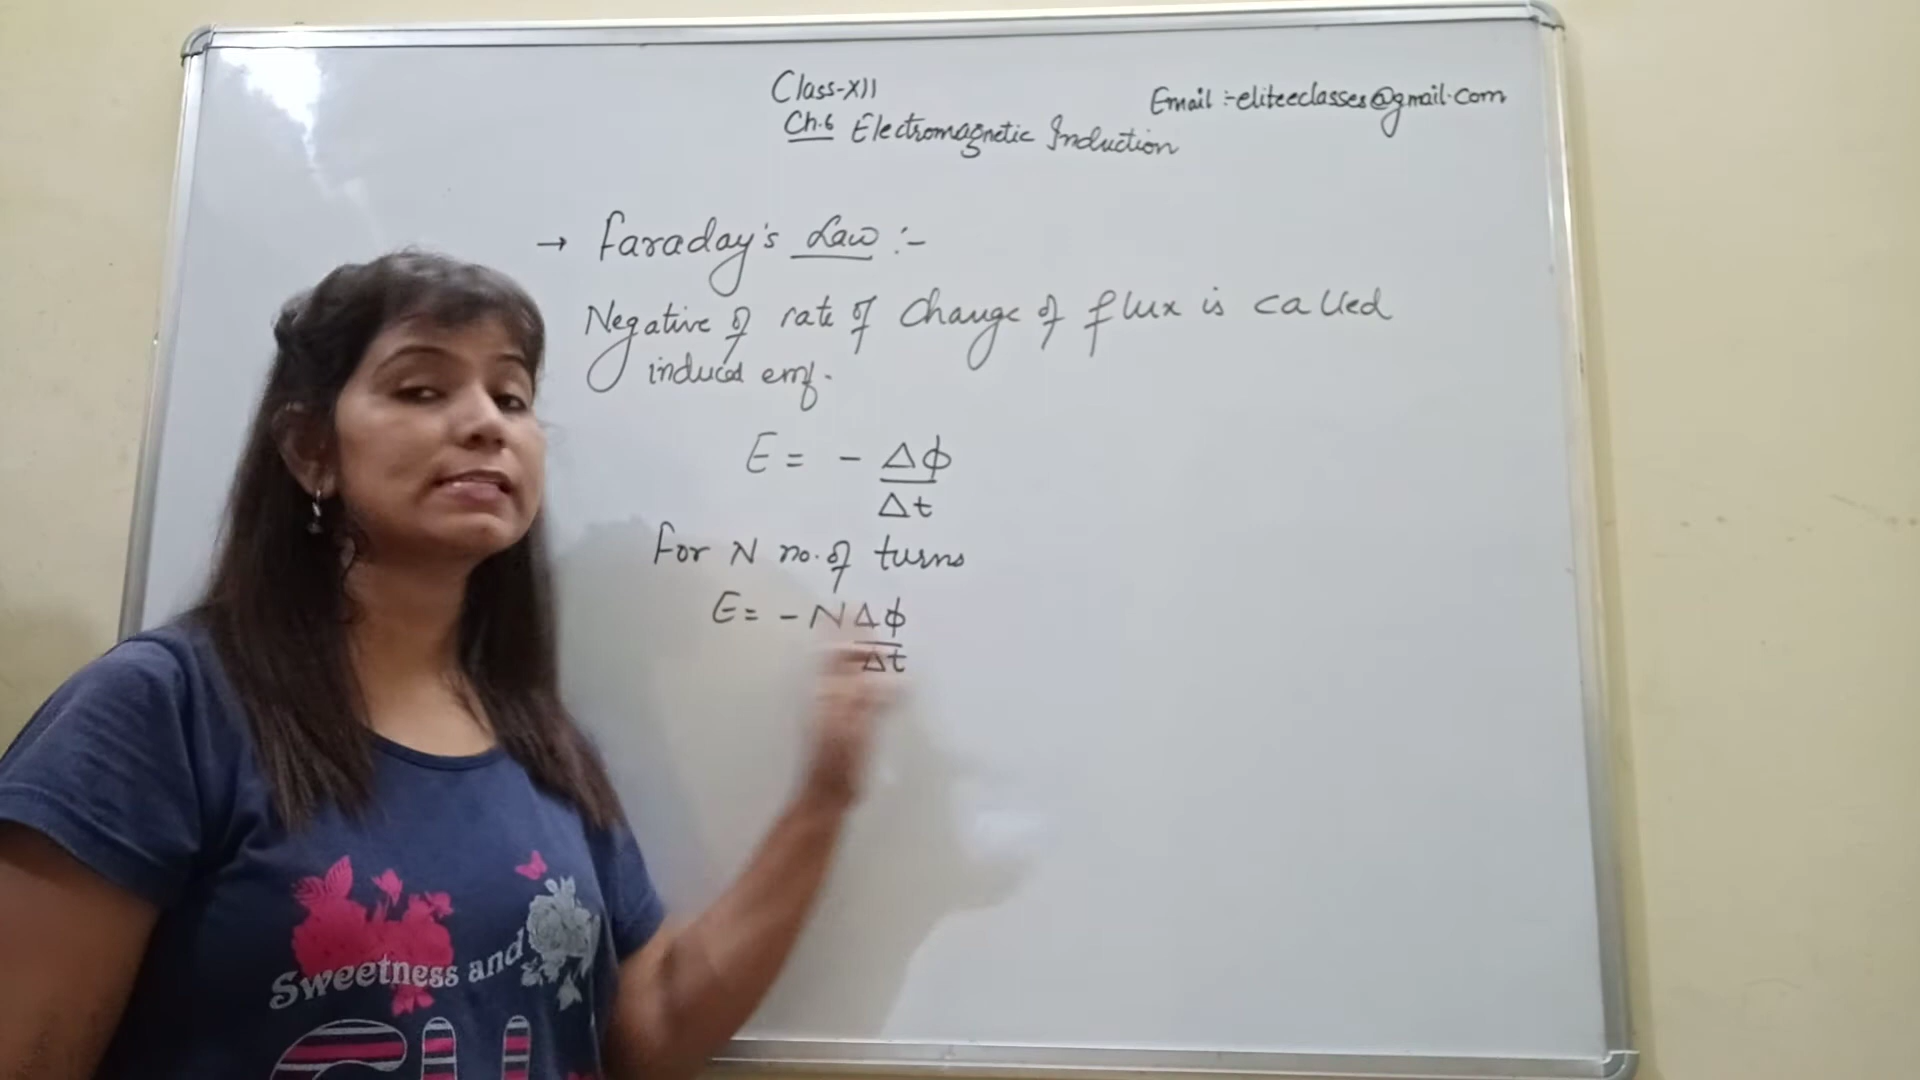 Class-XII
Email :- eliteeclasses@gmail.com
Ch.6 Electromagnetic Induction
→ Faraday's Law :-
Negative of rate of Change of flux is called
induced emf.
E = - Δϕ
Δt
For N no. of turns
E = - N Δϕ
Δt
Sweetness and